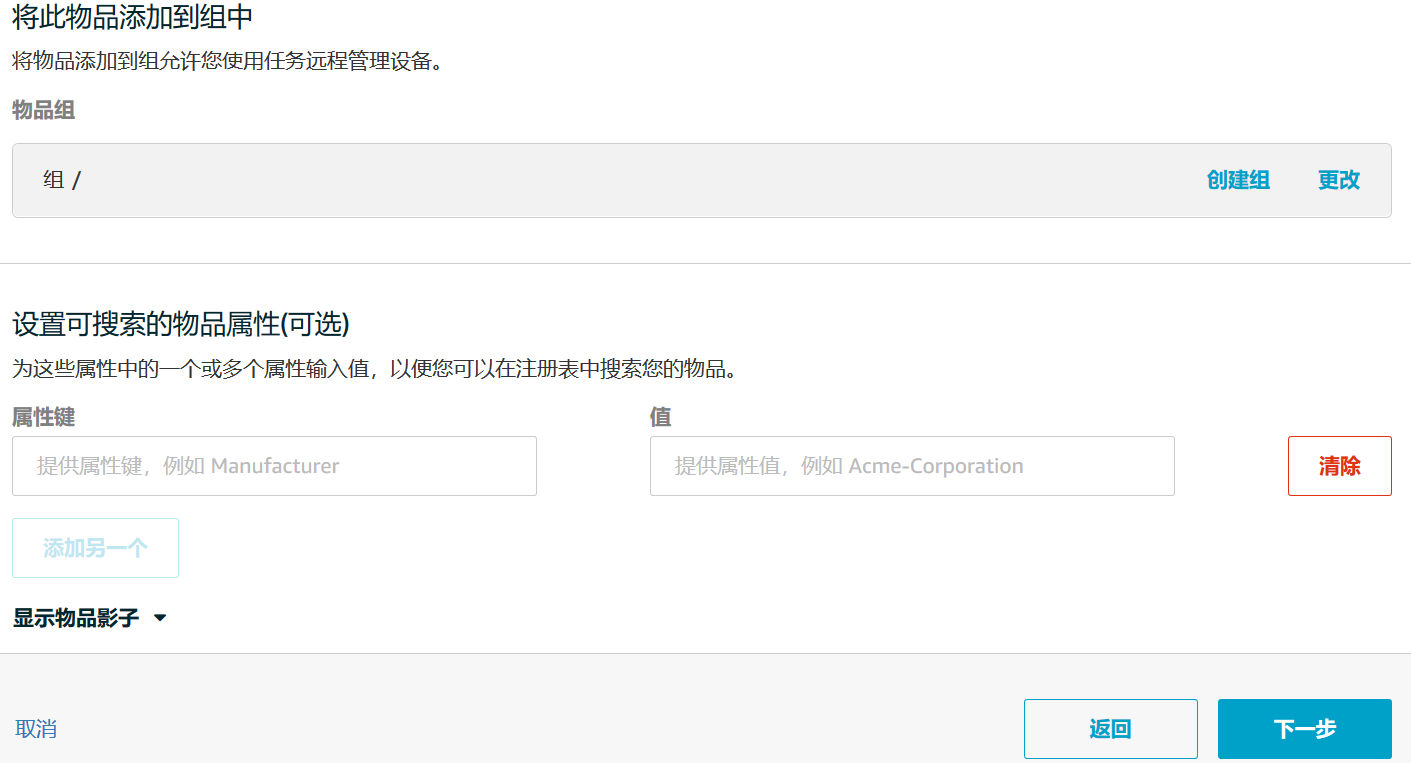 将此物品添加到组中
将物品添加到组允许您使用任务远程管理设备。
物品组
组 / 创建组 更改
设置可搜索的物品属性(可选)
为这些属性中的一个或多个属性输入值，以便您可以在注册表中搜索您的物品。
属性键 值
提供属性键，例如 Manufacturer 提供属性值，例如 Acme-Corporation 清除
添加另一个
显示物品影子
取消 返回 下一步